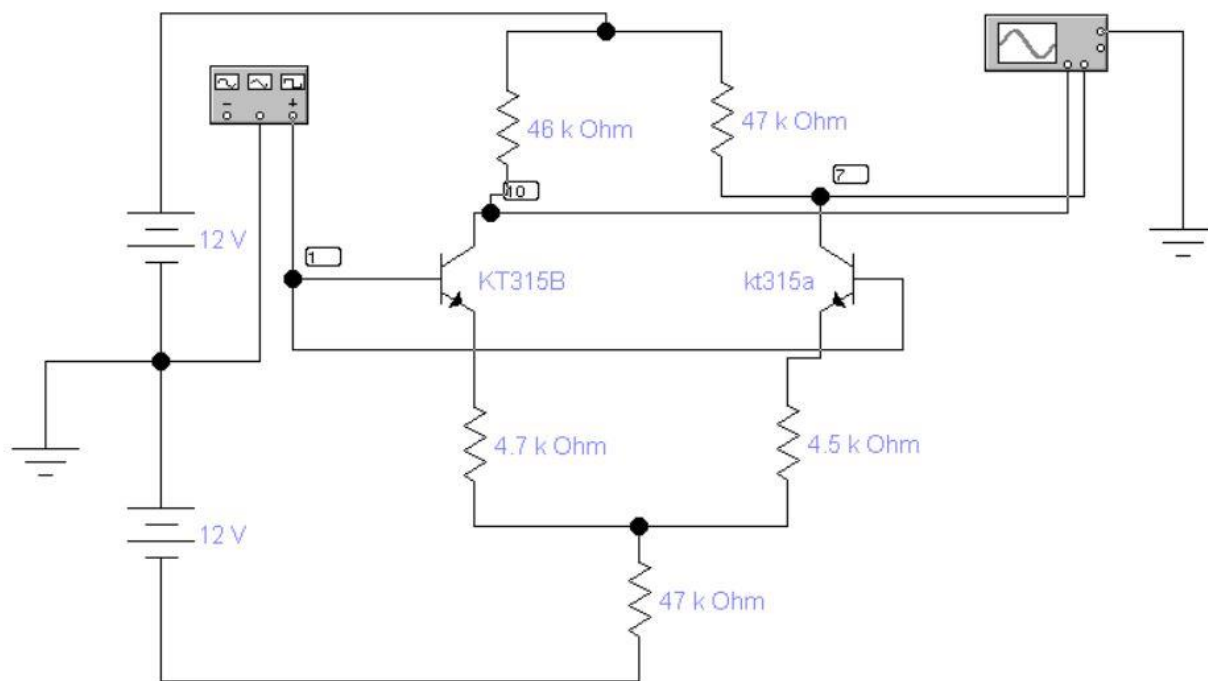 46 k Ohm
47 k Ohm
- +
10
7
12 V
1
KT315B
kt315a
4.7 k Ohm
4.5 k Ohm
12 V
47 k Ohm